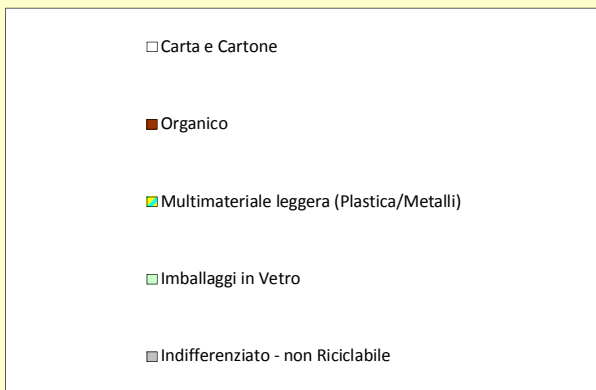 Carta e Cartone
Organico
Multimateriale leggera (Plastica/Metalli)
Imballaggi in Vetro
Indifferenziato - non Riciclabile